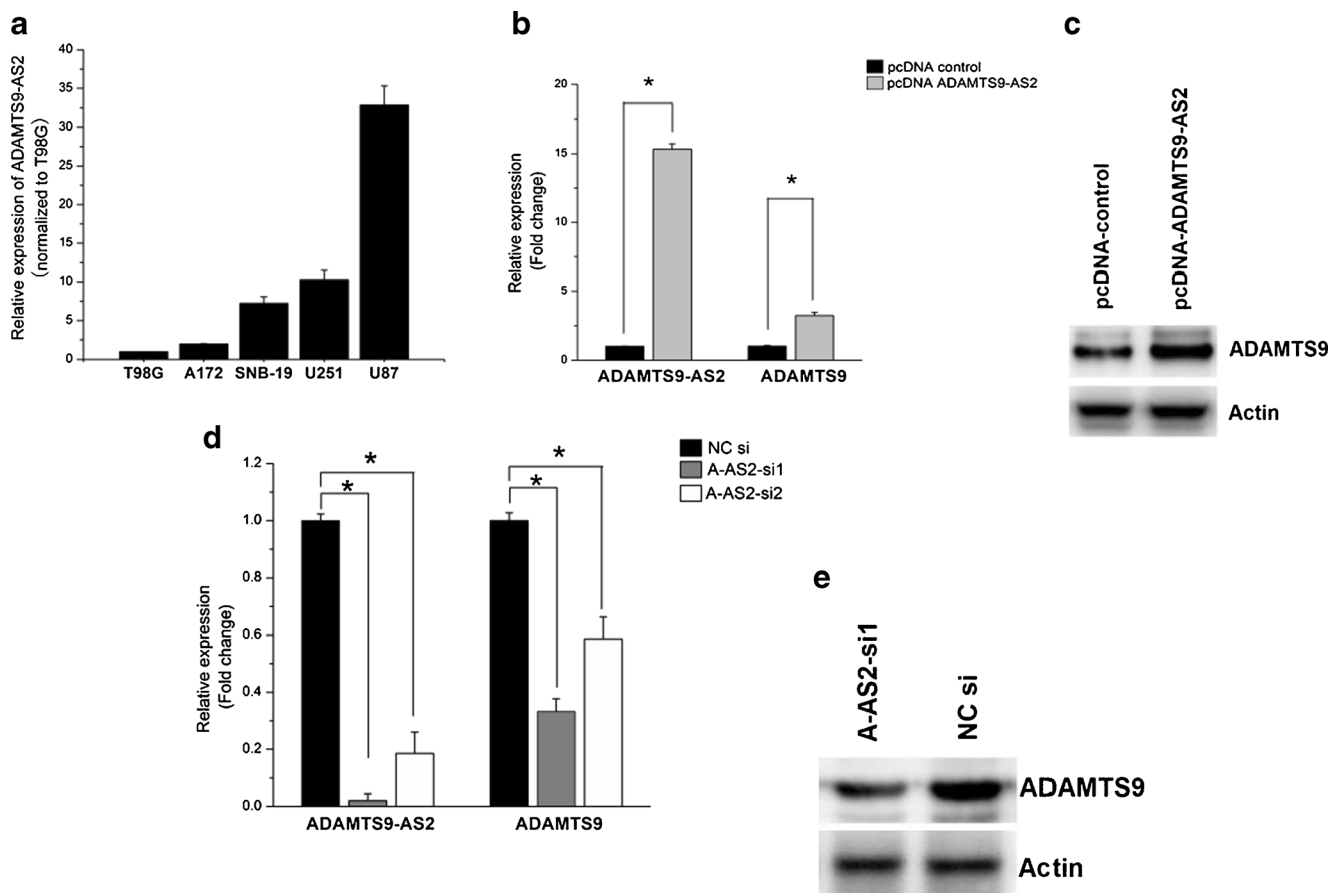 a
Relative expression of ADAMTS9-AS2
(normalized to T98G)
40
35
30
25
20
15
10
5
0
T98G A172 SNB-19 U251 U87
b
pcDNA control
pcDNA ADAMTS9-AS2
Relative expression
(Fold change)
20
15
10
5
0
*
*
ADAMTS9-AS2 ADAMTS9
c
pcDNA-control
pcDNA-ADAMTS9-AS2
ADAMTS9
Actin
d
NC si
A-AS2-si1
A-AS2-si2
Relative expression
(Fold change)
1.2
1.0
0.8
0.6
0.4
0.2
0.0
*
*
*
*
ADAMTS9-AS2 ADAMTS9
e
A-AS2-si1
NC si
ADAMTS9
Actin